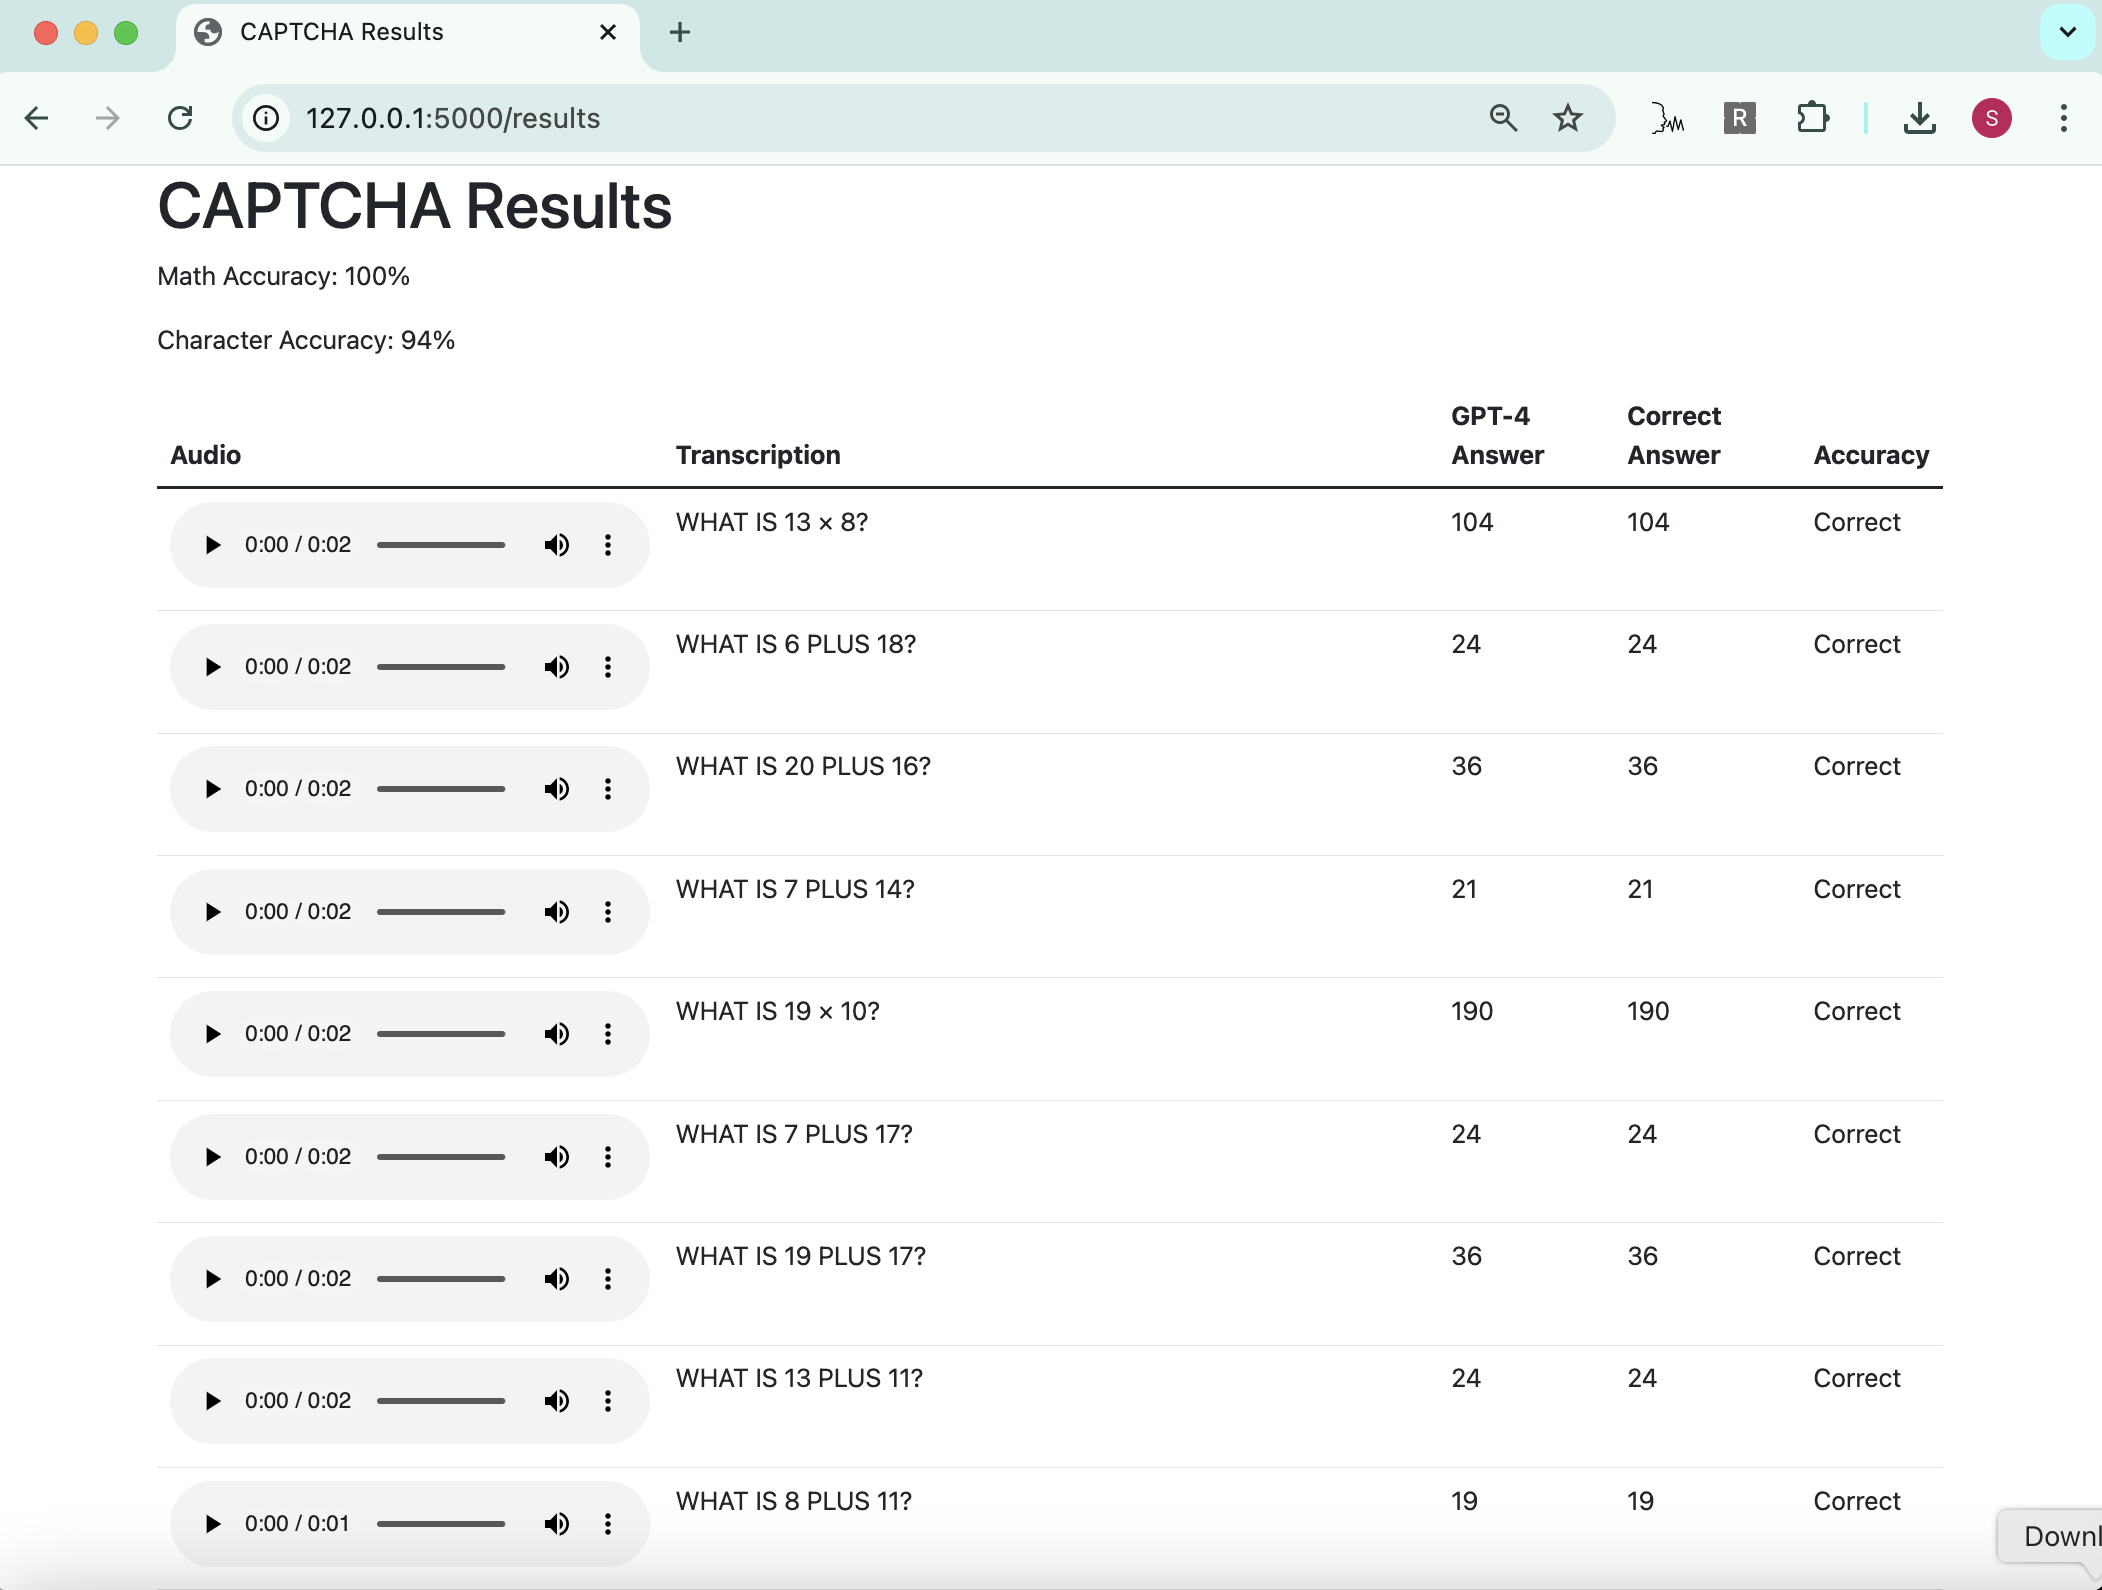 CAPTCHA Results
127.0.0.1:5000/results
R
S
CAPTCHA Results
Math Accuracy: 100%
Character Accuracy: 94%
Audio Transcription GPT-4 Answer Correct Answer Accuracy
0:00 / 0:02 WHAT IS 13 × 8? 104 104 Correct
0:00 / 0:02 WHAT IS 6 PLUS 18? 24 24 Correct
0:00 / 0:02 WHAT IS 20 PLUS 16? 36 36 Correct
0:00 / 0:02 WHAT IS 7 PLUS 14? 21 21 Correct
0:00 / 0:02 WHAT IS 19 × 10? 190 190 Correct
0:00 / 0:02 WHAT IS 7 PLUS 17? 24 24 Correct
0:00 / 0:02 WHAT IS 19 PLUS 17? 36 36 Correct
0:00 / 0:02 WHAT IS 13 PLUS 11? 24 24 Correct
0:00 / 0:01 WHAT IS 8 PLUS 11? 19 19 Correct